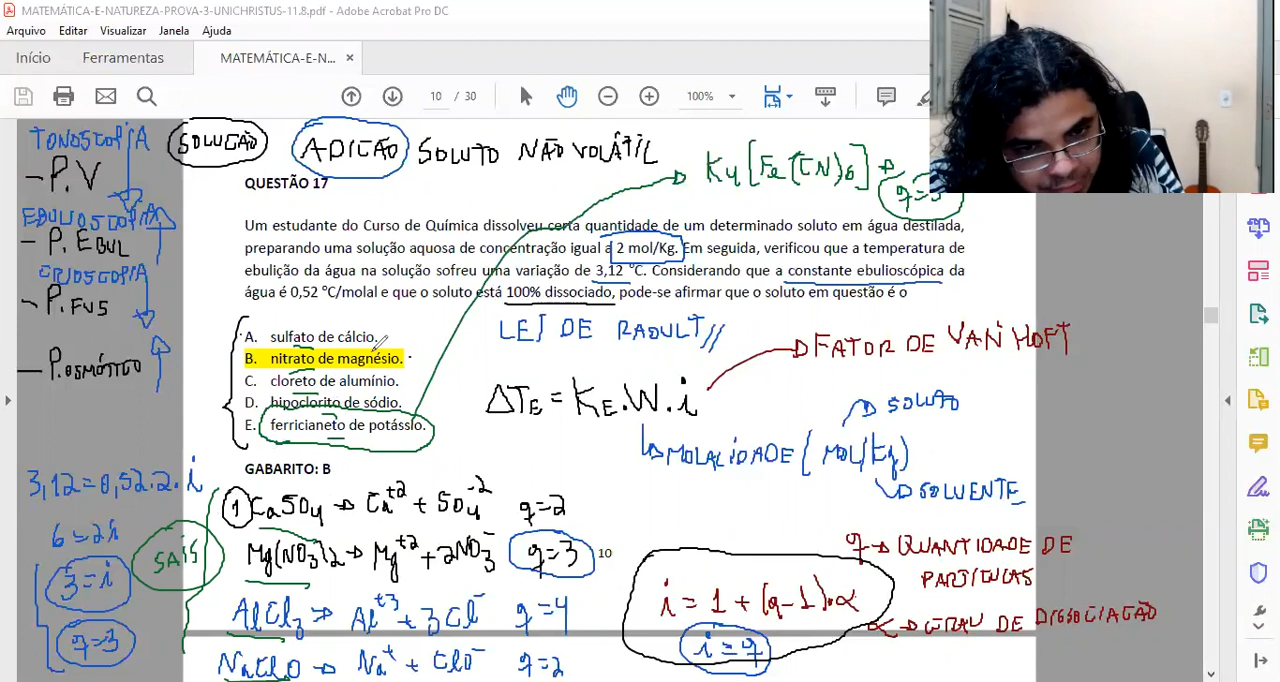 MATEMÁTICA-E-NATUREZA-PROVA-3-UNICHRISTUS-11.8.pdf - Adobe Acrobat Pro DC
Arquivo Editar Visualizar Janela Ajuda
Início Ferramentas MATEMÁTICA-E-N... ×
10 / 30 100%
TONOSCOPIA
- P.V
EBULIOSCOPIA
- P. EBUL
CRIOSCOPIA
- P. FUS
- P.OSMÓTICO
SOLUÇÃO ADIÇÃO SOLUTO NÃO VOLÁTIL
K4[Fe(CN)6]
QUESTÃO 17
Um estudante do Curso de Química dissolveu certa quantidade de um determinado soluto em água destilada,
preparando uma solução aquosa de concentração igual a 2 mol/Kg. Em seguida, verificou que a temperatura de
ebulição da água na solução sofreu uma variação de 3,12 °C. Considerando que a constante ebulioscópica da
água é 0,52 °C/molal e que o soluto está 100% dissociado, pode-se afirmar que o soluto em questão é o
A. sulfato de cálcio.
B. nitrato de magnésio.
C. cloreto de alumínio.
D. hipoclorito de sódio.
E. ferricianeto de potássio.
GABARITO: B
LEI DE RAOULT //
FATOR DE VAN HOFT
ΔTE = KE.W.i
SOLUTO
MOLALIDADE (MOL/Kg)
SOLVENTE
3,12=0,52.2.i
3=i
q=3
SAIS
1 CaSO4 → Ca+2 + SO4-2 q=2
Mg(NO3)2 → Mg+2 + 2NO3- q=3
AlCl3 → Al+3 + 3Cl- q=4
NaClO → Na+ + ClO- q=2
10
i = 1 + (q-1).α
i=q
q → QUANTIDADE DE
PARTÍCULAS
α → GRAU DE DISSOCIAÇÃO